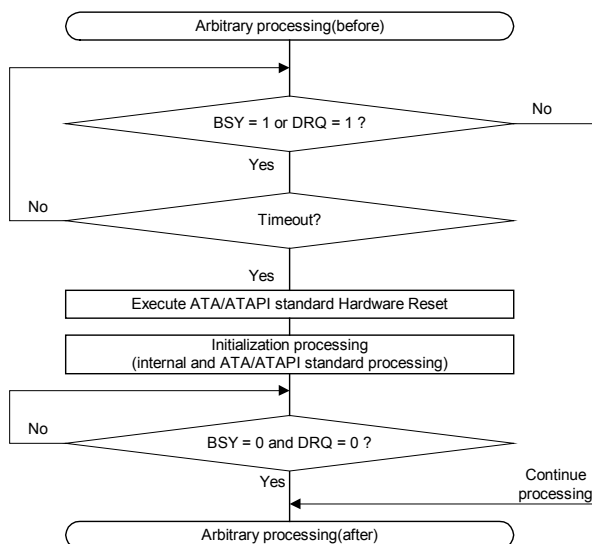 Arbitrary processing(before)
BSY = 1 or DRQ = 1 ?
No
Yes
No
Timeout?
Yes
Execute ATA/ATAPI standard Hardware Reset
Initialization processing
(internal and ATA/ATAPI standard processing)
No
BSY = 0 and DRQ = 0 ?
Yes
Continue
processing
Arbitrary processing(after)